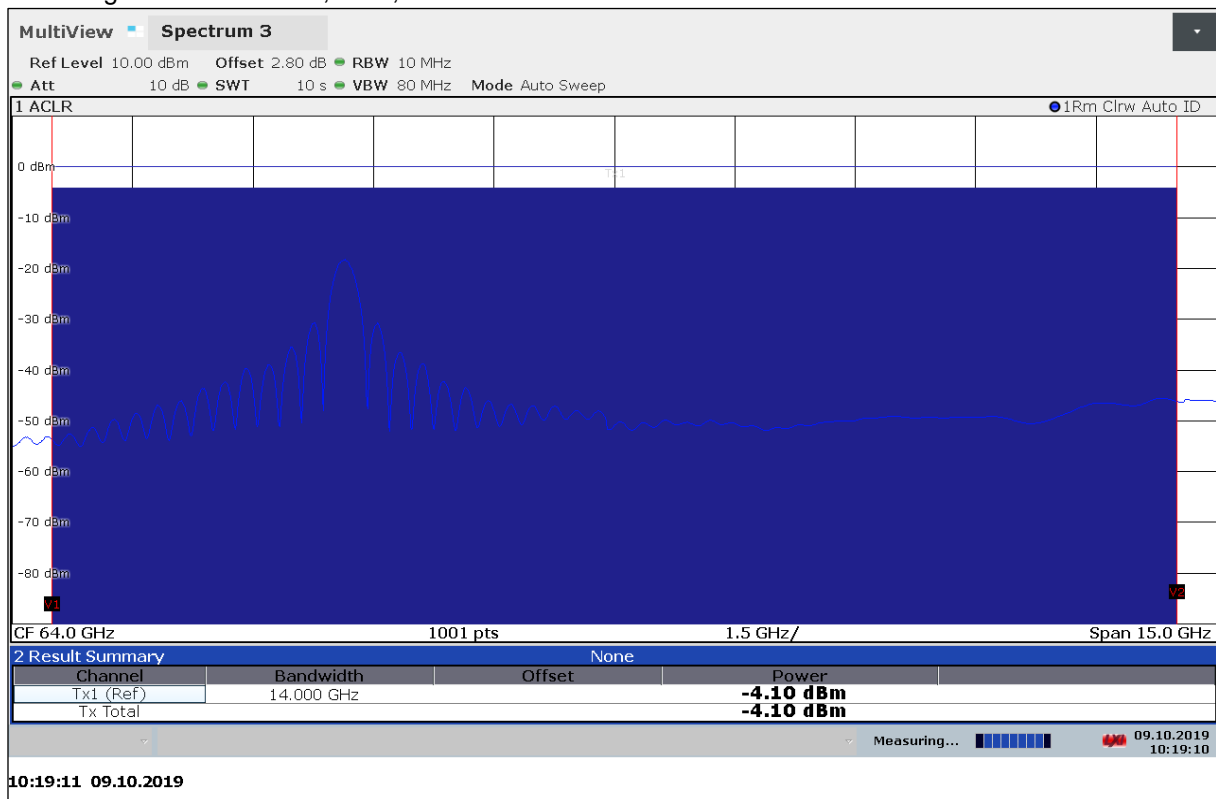 MultiView Spectrum 3
Ref Level 10.00 dBm Offset 2.80 dB RBW 10 MHz
Att 10 dB SWT 10 s VBW 80 MHz Mode Auto Sweep
1 ACLR 1Rm Clrw Auto ID
0 dBm
Tx1
-10 dBm
-20 dBm
-30 dBm
-40 dBm
-50 dBm
-60 dBm
-70 dBm
-80 dBm
V1 V2
CF 64.0 GHz 1001 pts 1.5 GHz/ Span 15.0 GHz
2 Result Summary None
Channel Bandwidth Offset Power
Tx1 (Ref) 14.000 GHz -4.10 dBm
Tx Total -4.10 dBm
Measuring... 09.10.2019
10:19:10
10:19:11 09.10.2019